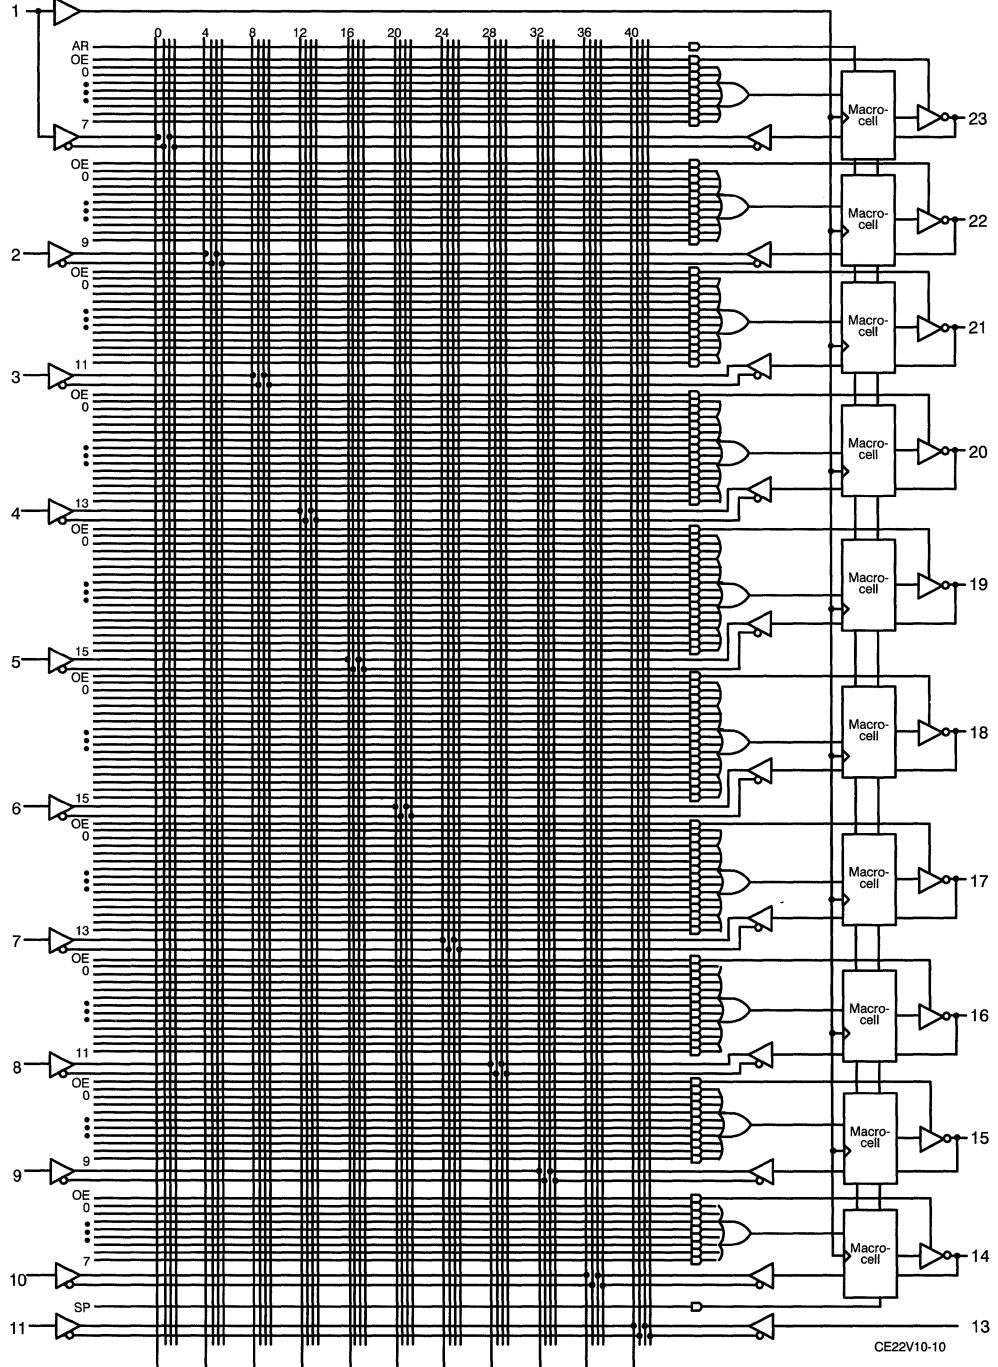 1
0 4 8 12 16 20 24 28 32 36 40
AR
OE
0
Macro-
cell
23
7
OE
0
Macro-
cell
22
9
2
OE
0
Macro-
cell
21
11
3
OE
0
Macro-
cell
20
13
4
OE
0
Macro-
cell
19
15
5
OE
0
Macro-
cell
18
15
6
OE
0
Macro-
cell
17
13
7
OE
0
Macro-
cell
16
11
8
OE
0
Macro-
cell
15
9
9
OE
0
Macro-
cell
14
7
10
SP
11
13
CE22V10-10